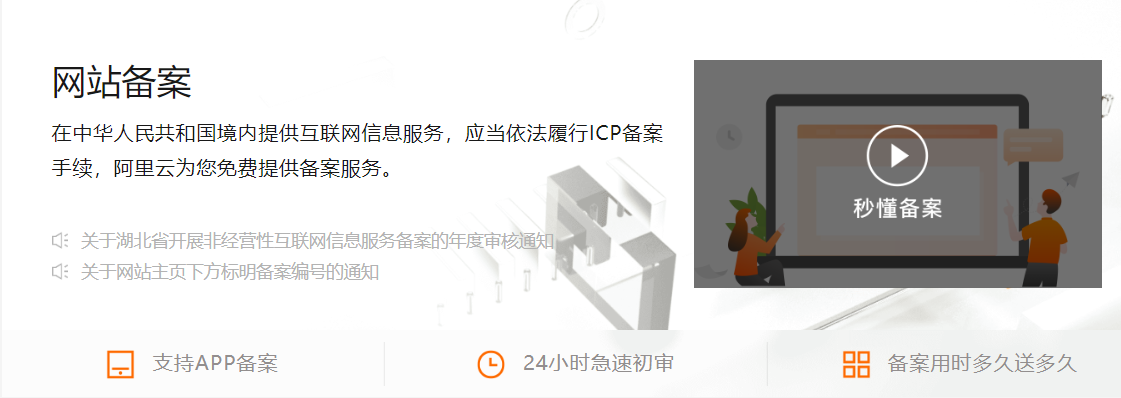 网站备案
在中华人民共和国境内提供互联网信息服务，应当依法履行ICP备案
手续，阿里云为您免费提供备案服务。
秒懂备案
关于湖北省开展非经营性互联网信息服务备案的年度审核通知
关于网站主页下方标明备案编号的通知
支持APP备案
24小时急速初审
备案用时多久送多久